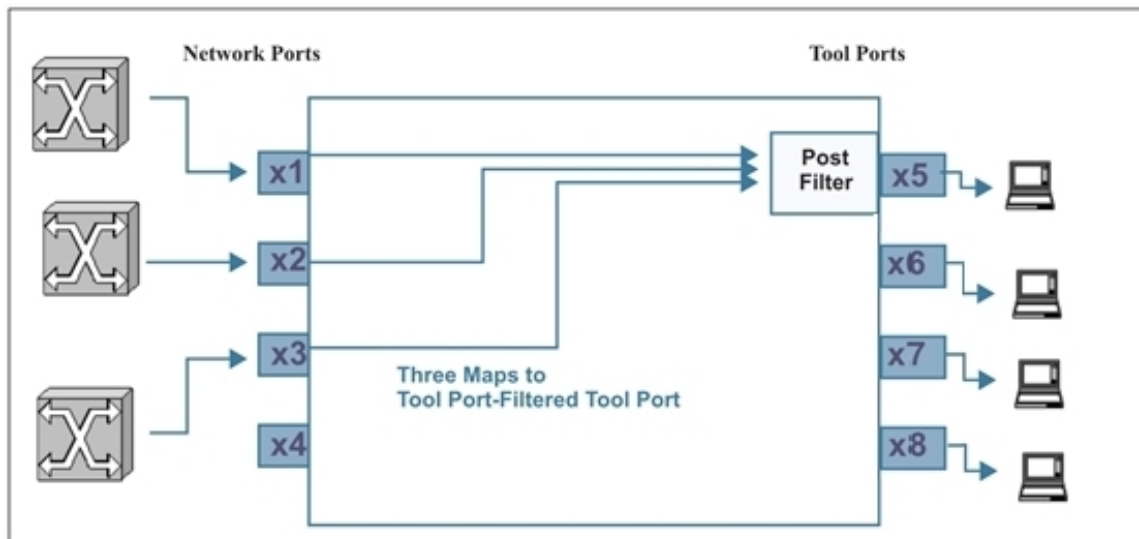 Network Ports
Tool Ports
x1
x2
x3
x4
Post
Filter
x5
x6
x7
x8
Three Maps to
Tool Port-Filtered Tool Port